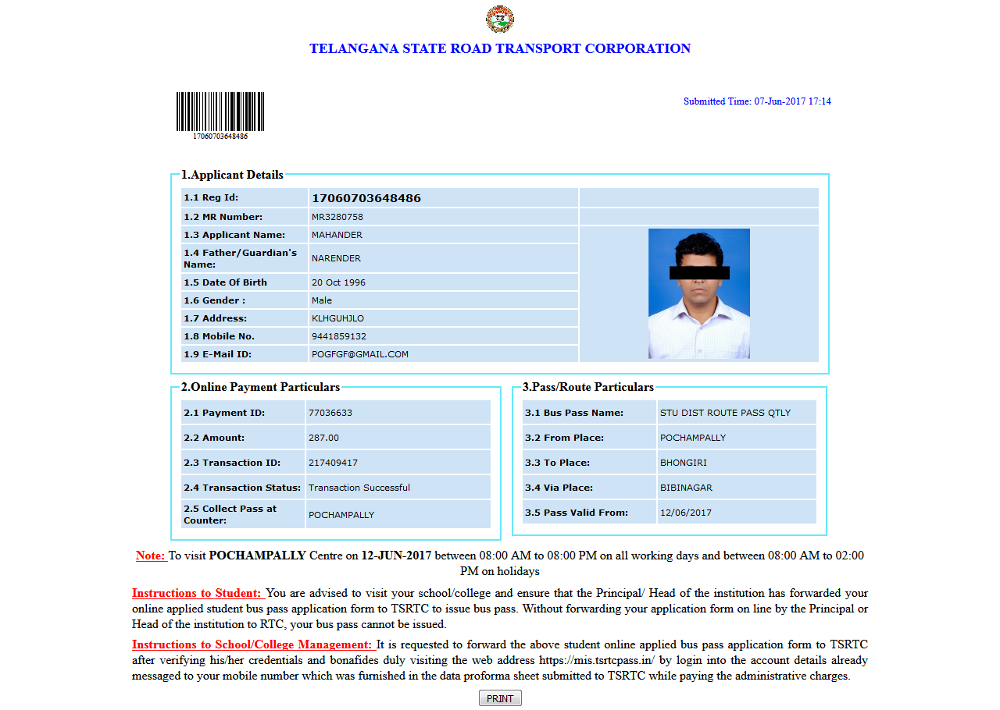 TELANGANA STATE ROAD TRANSPORT CORPORATION
Submitted Time: 07-Jun-2017 17:14
17060703648486
1.Applicant Details
1.1 Reg Id: 17060703648486
1.2 MR Number: MR3280758
1.3 Applicant Name: MAHANDER
1.4 Father/Guardian's
Name: NARENDER
1.5 Date Of Birth 20 Oct 1996
1.6 Gender : Male
1.7 Address: KLHGUHJLO
1.8 Mobile No. 9441859132
1.9 E-Mail ID: POGFGF@GMAIL.COM
2.Online Payment Particulars
2.1 Payment ID: 77036633
2.2 Amount: 287.00
2.3 Transaction ID: 217409417
2.4 Transaction Status: Transaction Successful
2.5 Collect Pass at
Counter: POCHAMPALLY
3.Pass/Route Particulars
3.1 Bus Pass Name: STU DIST ROUTE PASS QTLY
3.2 From Place: POCHAMPALLY
3.3 To Place: BHONGIRI
3.4 Via Place: BIBINAGAR
3.5 Pass Valid From: 12/06/2017
Note: To visit POCHAMPALLY Centre on 12-JUN-2017 between 08:00 AM to 08:00 PM on all working days and between 08:00 AM to 02:00
PM on holidays
Instructions to Student: You are advised to visit your school/college and ensure that the Principal/ Head of the institution has forwarded your
online applied student bus pass application form to TSRTC to issue bus pass. Without forwarding your application form on line by the Principal or
Head of the institution to RTC, your bus pass cannot be issued.
Instructions to School/College Management: It is requested to forward the above student online applied bus pass application form to TSRTC
after verifying his/her credentials and bonafides duly visiting the web address https://mis.tsrtcpass.in/ by login into the account details already
messaged to your mobile number which was furnished in the data proforma sheet submitted to TSRTC while paying the administrative charges.
PRINT